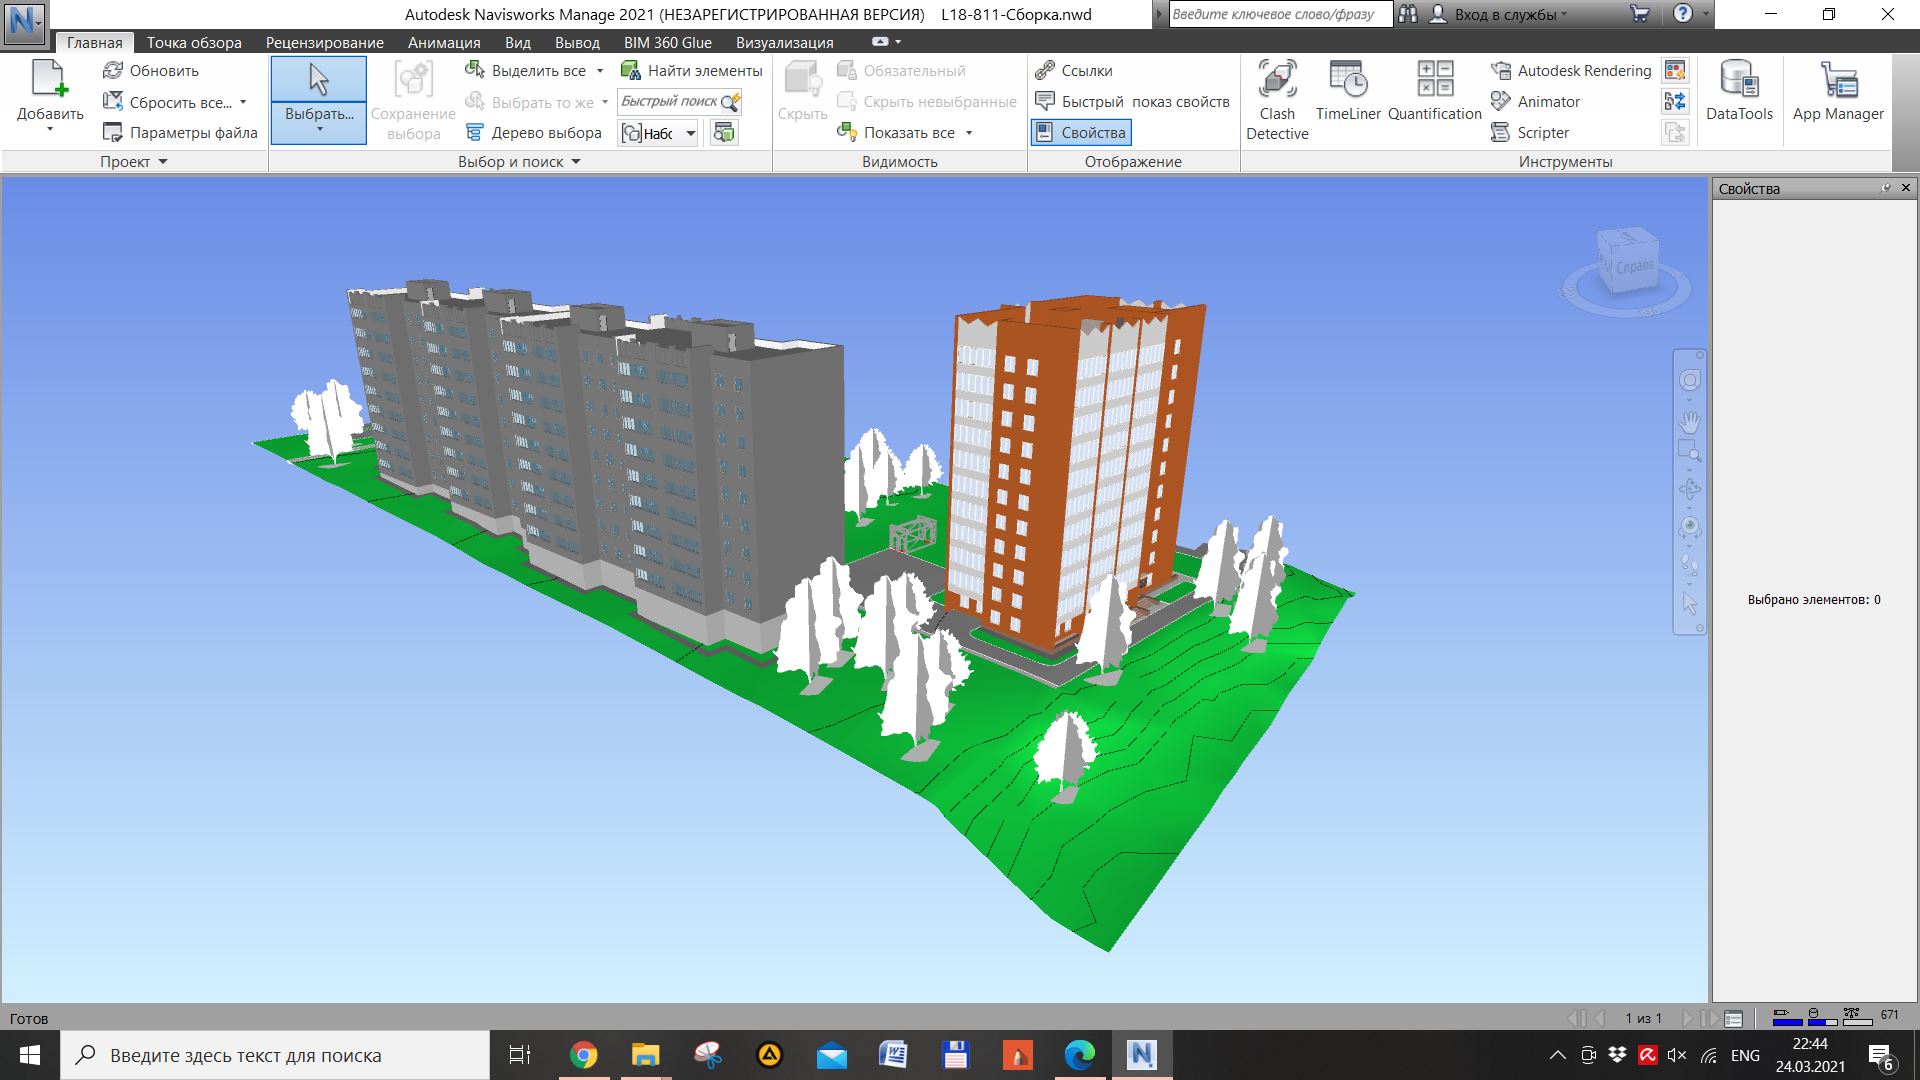 Autodesk Navisworks Manage 2021 (НЕЗАРЕГИСТРИРОВАННАЯ ВЕРСИЯ) L18-811-Сборка.nwd
Введите ключевое слово/фразу
Вход в службы
Главная Точка обзора Рецензирование Анимация Вид Вывод BIM 360 Glue Визуализация
Добавить
Обновить
Сбросить все...
Параметры файла
Проект
Выбрать...
Сохранение
выбора
Выделить все
Выбрать то же
Дерево выбора
Найти элементы
Быстрый поиск
Набс
Выбор и поиск
Скрыть
Обязательный
Скрыть невыбранные
Показать все
Видимость
Ссылки
Быстрый показ свойств
Свойства
Отображение
Clash
Detective
TimeLiner
Quantification
Autodesk Rendering
Animator
Scripter
DataTools
App Manager
Инструменты
Свойства
Справа
Выбрано элементов: 0
Готов
1 из 1
671
Введите здесь текст для поиска
ENG
22:44
24.03.2021
6